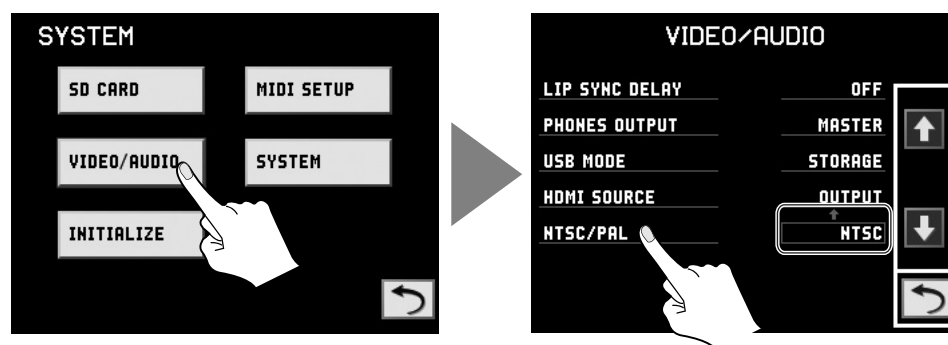 SYSTEM
SD CARD
MIDI SETUP
VIDEO/AUDIO
SYSTEM
INITIALIZE
VIDEO/AUDIO
LIP SYNC DELAY OFF
PHONES OUTPUT MASTER
USB MODE STORAGE
HDMI SOURCE OUTPUT
NTSC/PAL NTSC